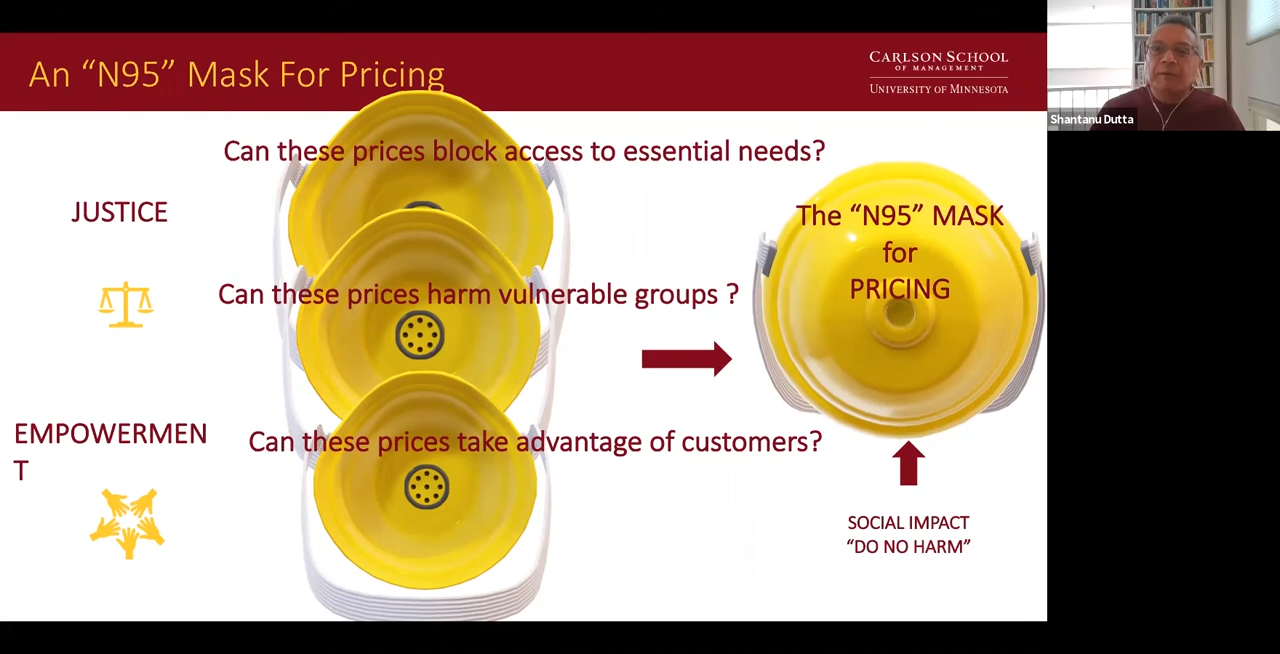 An “N95” Mask For Pricing
CARLSON SCHOOL
OF MANAGEMENT
UNIVERSITY OF MINNESOTA
Shantanu Dutta
Can these prices block access to essential needs?
JUSTICE
Can these prices harm vulnerable groups ?
EMPOWERMEN
T
Can these prices take advantage of customers?
The “N95” MASK
for
PRICING
SOCIAL IMPACT
“DO NO HARM”